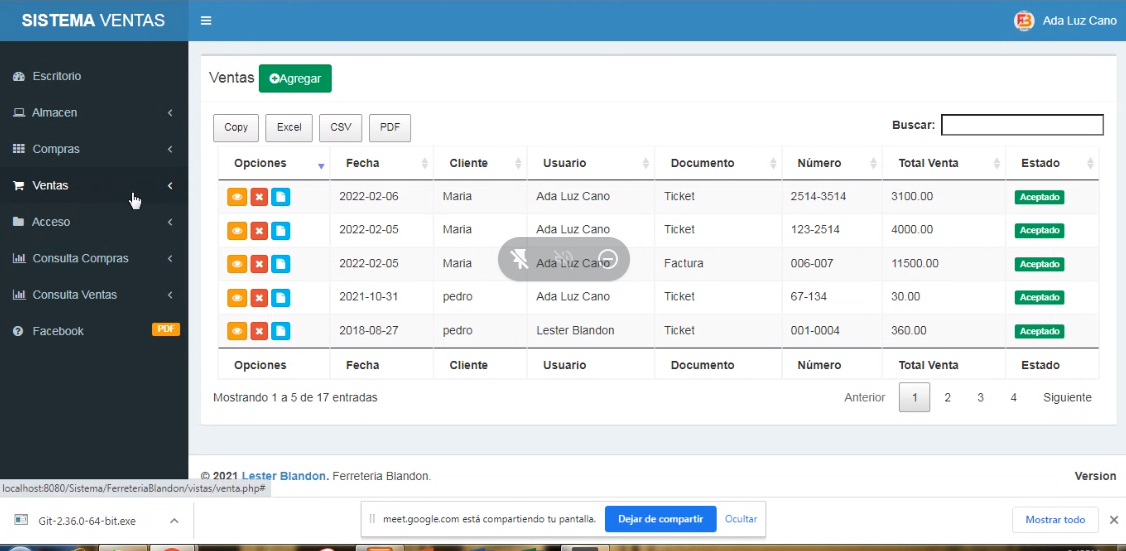 SISTEMA VENTAS
Ada Luz Cano
Escritorio
Almacen
Compras
Ventas
Acceso
Consulta Compras
Consulta Ventas
Facebook PDF
Ventas Agregar
Copy Excel CSV PDF
Buscar:
Opciones Fecha Cliente Usuario Documento Número Total Venta Estado
2022-02-06 Maria Ada Luz Cano Ticket 2514-3514 3100.00 Aceptado
2022-02-05 Maria Ada Luz Cano Ticket 123-2514 4000.00 Aceptado
2022-02-05 Maria Ada Luz Cano Factura 006-007 11500.00 Aceptado
2021-10-31 pedro Ada Luz Cano Ticket 67-134 30.00 Aceptado
2018-08-27 pedro Lester Blandon Ticket 001-0004 360.00 Aceptado
Opciones Fecha Cliente Usuario Documento Número Total Venta Estado
Mostrando 1 a 5 de 17 entradas
Anterior 1 2 3 4 Siguiente
© 2021 Lester Blandon. Ferreteria Blandon.
Version
localhost:8080/Sistema/FerreteriaBlandon/vistas/venta.php#
Git-2.36.0-64-bit.exe
meet.google.com está compartiendo tu pantalla. Dejar de compartir Ocultar
Mostrar todo